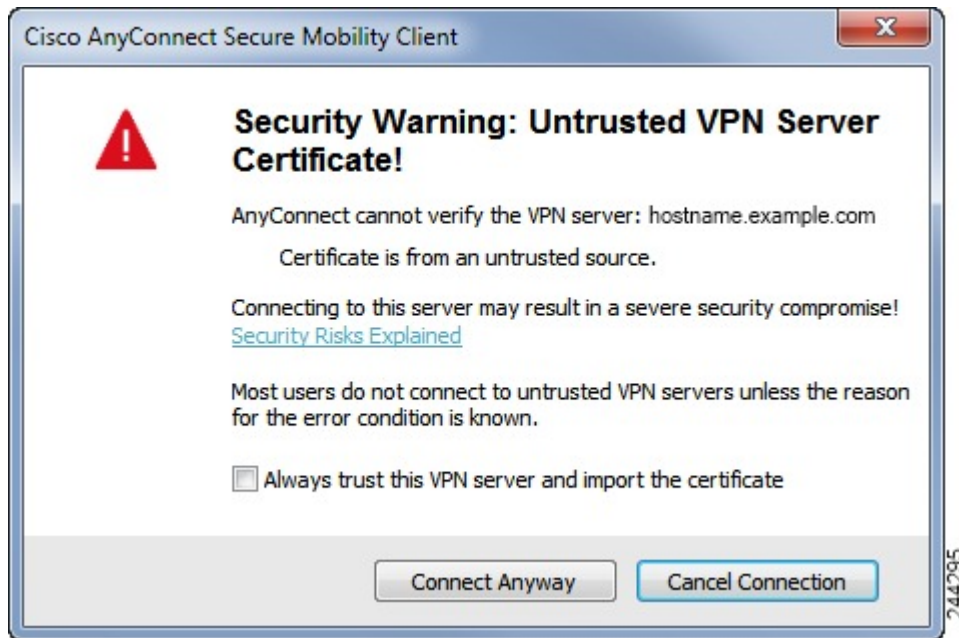 Cisco AnyConnect Secure Mobility Client
Security Warning: Untrusted VPN Server
Certificate!
AnyConnect cannot verify the VPN server: hostname.example.com
Certificate is from an untrusted source.
Connecting to this server may result in a severe security compromise!
Security Risks Explained
Most users do not connect to untrusted VPN servers unless the reason
for the error condition is known.
Always trust this VPN server and import the certificate
Connect Anyway
Cancel Connection
244295